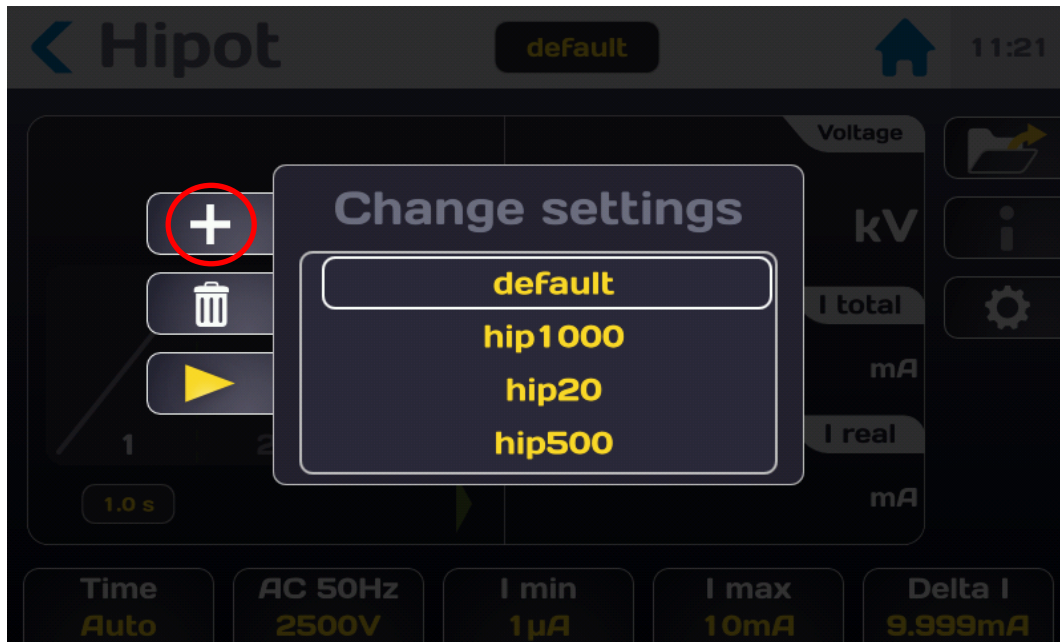 Hipot
default
11:21
Voltage
Change settings
kV
default
I total
hip1000
mA
hip20
I real
hip500
1
2
1.0 s
mA
Time
AC 50Hz
I min
I max
Delta I
Auto
2500V
1µA
10mA
9.999mA